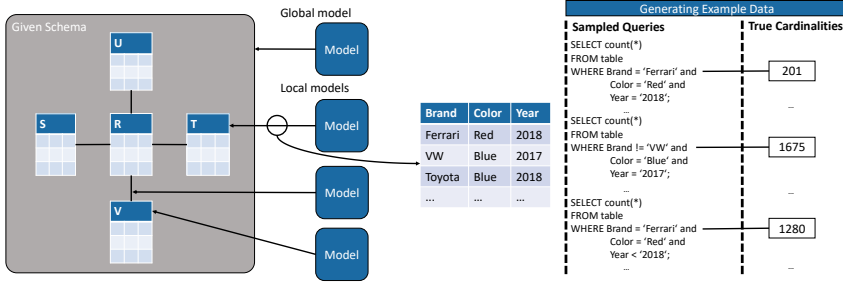 Given Schema
U
S
R
T
V
Global model
Model
Local models
Model
Model
Model
Brand Color Year
Ferrari Red 2018
VW Blue 2017
Toyota Blue 2018
... ... ...
Generating Example Data
Sampled Queries True Cardinalities
SELECT count(*)
FROM table
WHERE Brand = ‘Ferrari‘ and
Color = ‘Red‘ and
Year = ‘2018‘;
...
201
...
SELECT count(*)
FROM table
WHERE Brand != ‘VW‘ and
Color = ‘Blue‘ and
Year = ‘2017‘;
...
1675
...
SELECT count(*)
FROM table
WHERE Brand = ‘Ferrari‘ and
Color = ‘Red‘ and
Year < ‘2018‘;
...
1280
...